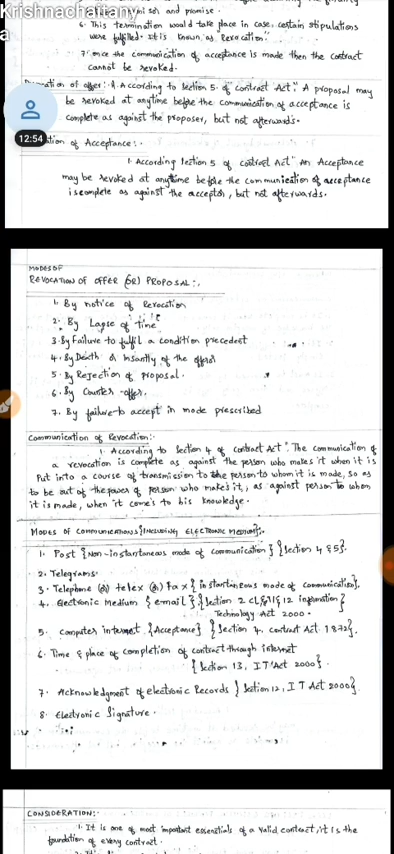 Krishnachaitany
iser and promise.
6. This termination would take place in case, certain stipulations
were fulfilled. It is known as revocation".
7. once the communication of acceptance is made then the contract
cannot be revoked.
ation of offer:- 1. According to section 5 of "contract Act" A proposal may
be revoked at anytime before the communication of acceptance is
complete as against the proposer, but not afterwards.
12:54
tion of Acceptance:-
1. According section 5 of contract Act" An Acceptance
may be revoked at anytime before the communication of acceptance
is complete as against the acceptor, but not afterwards.
MODES OF
REVOCATION OF OFFER (OR) PROPOSAL:-
1. By notice of Revocation
2. By Lapse of time
3. By Failure to fulfil a condition precedent
4. By Death & Insanity of the offeror
5. By Rejection of proposal.
6. By Counter-offer.
7. By failure to accept in mode prescribed
Communication of Revocation:-
1. According to Section 4 of contract Act". The communication of
a revocation is complete as against the person who makes it when it is
Put into a course of transmission to the person to whom it is made, so as
to be out of the power of person who makes it, as against person to whom
it is made, when it comes to his knowledge.
MODES OF COMMUNICATIONS {INCLUDING ELECTRONIC MEDIUM}:-
1. Post {Non-instantaneous mode of communication} {Section 4 & 5}.
2. Telegrams
3. Telephone (or) telex (or) Fax {instantaneous mode of communication}.
4. Electronic Medium {email} {Section 2 information}
Technology Act 2000.
5. Computer internet {Acceptance} {Section 4, contract Act 1872}.
6. Time & place of completion of contract through internet
{Section 13, IT Act 2000}.
7. Acknowledgment of electronic Records {Section 12, IT Act 2000}.
8. Electronic Signature.
CONSIDERATION:-
1. It is one of most important essentials of a valid contract, it is the
foundation of every contract.